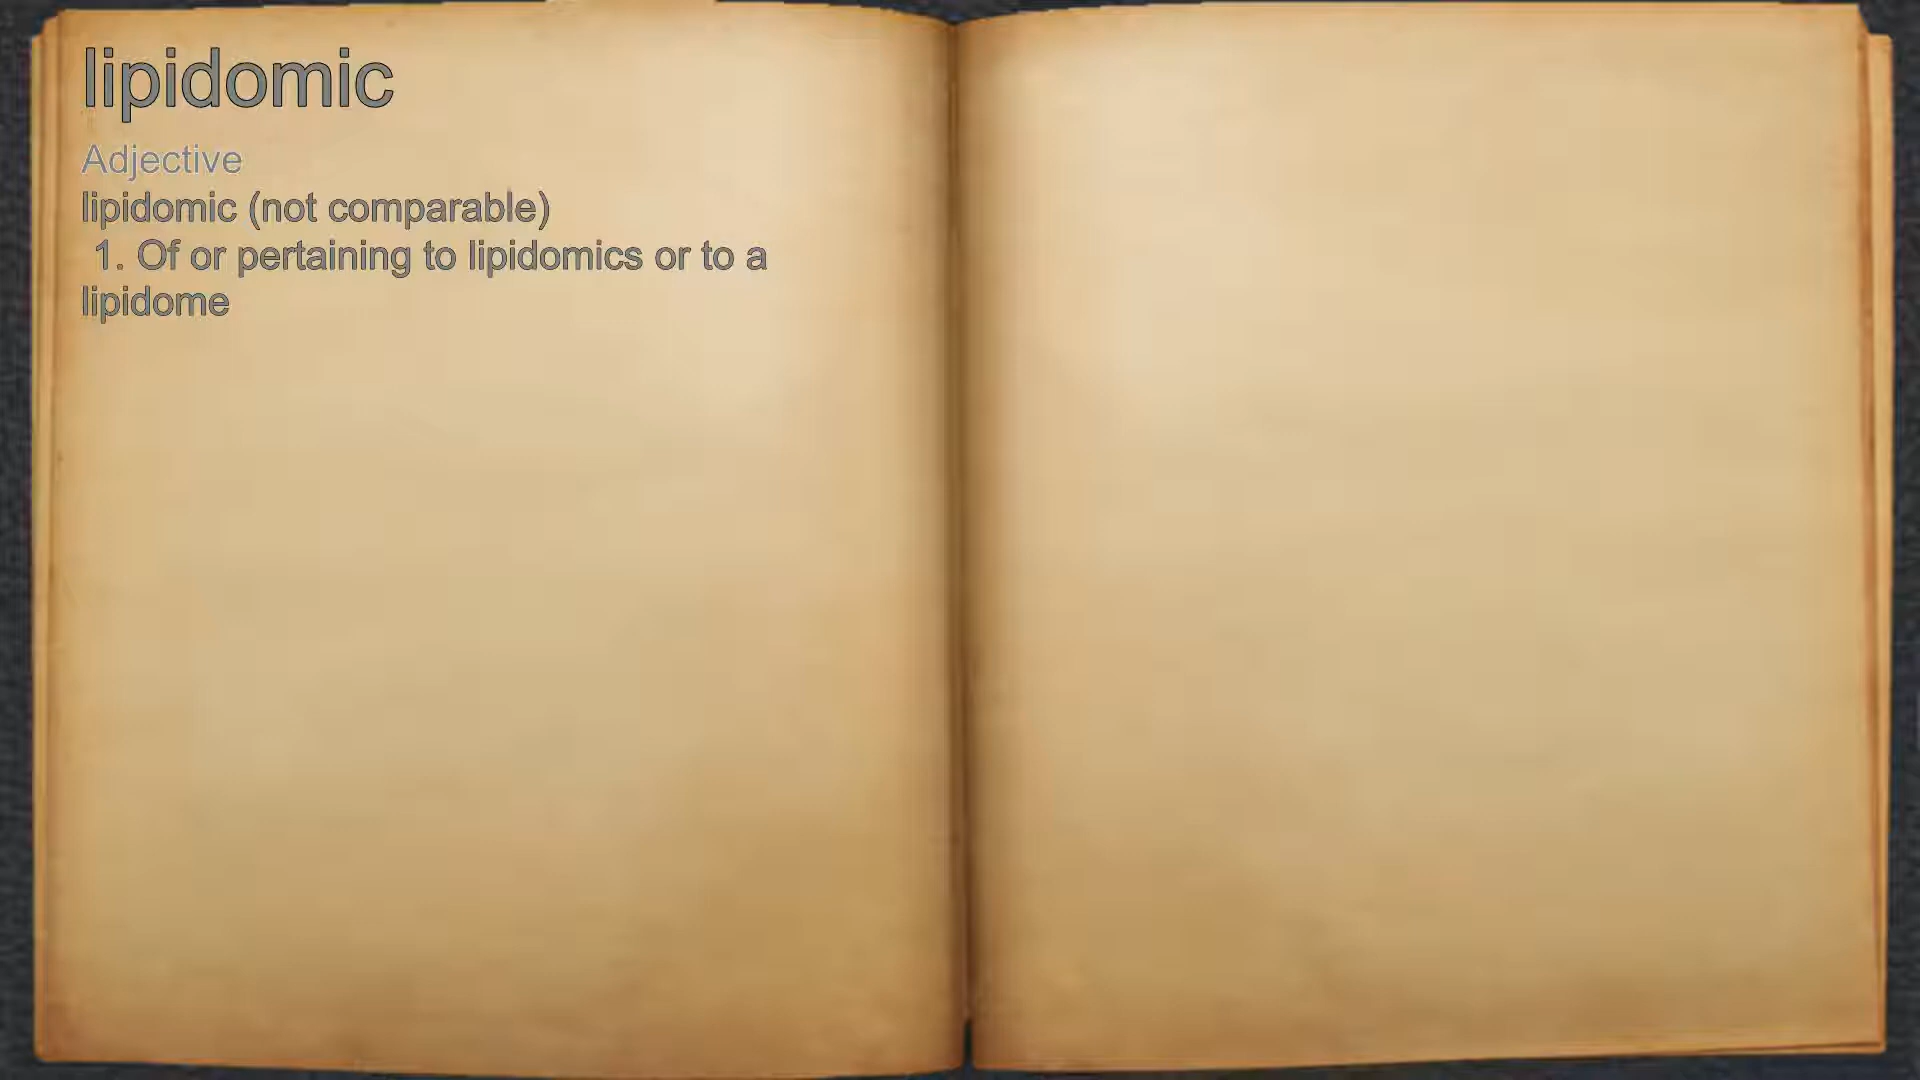 lipidomic
Adjective
lipidomic (not comparable)
1. Of or pertaining to lipidomics or to a
lipidome